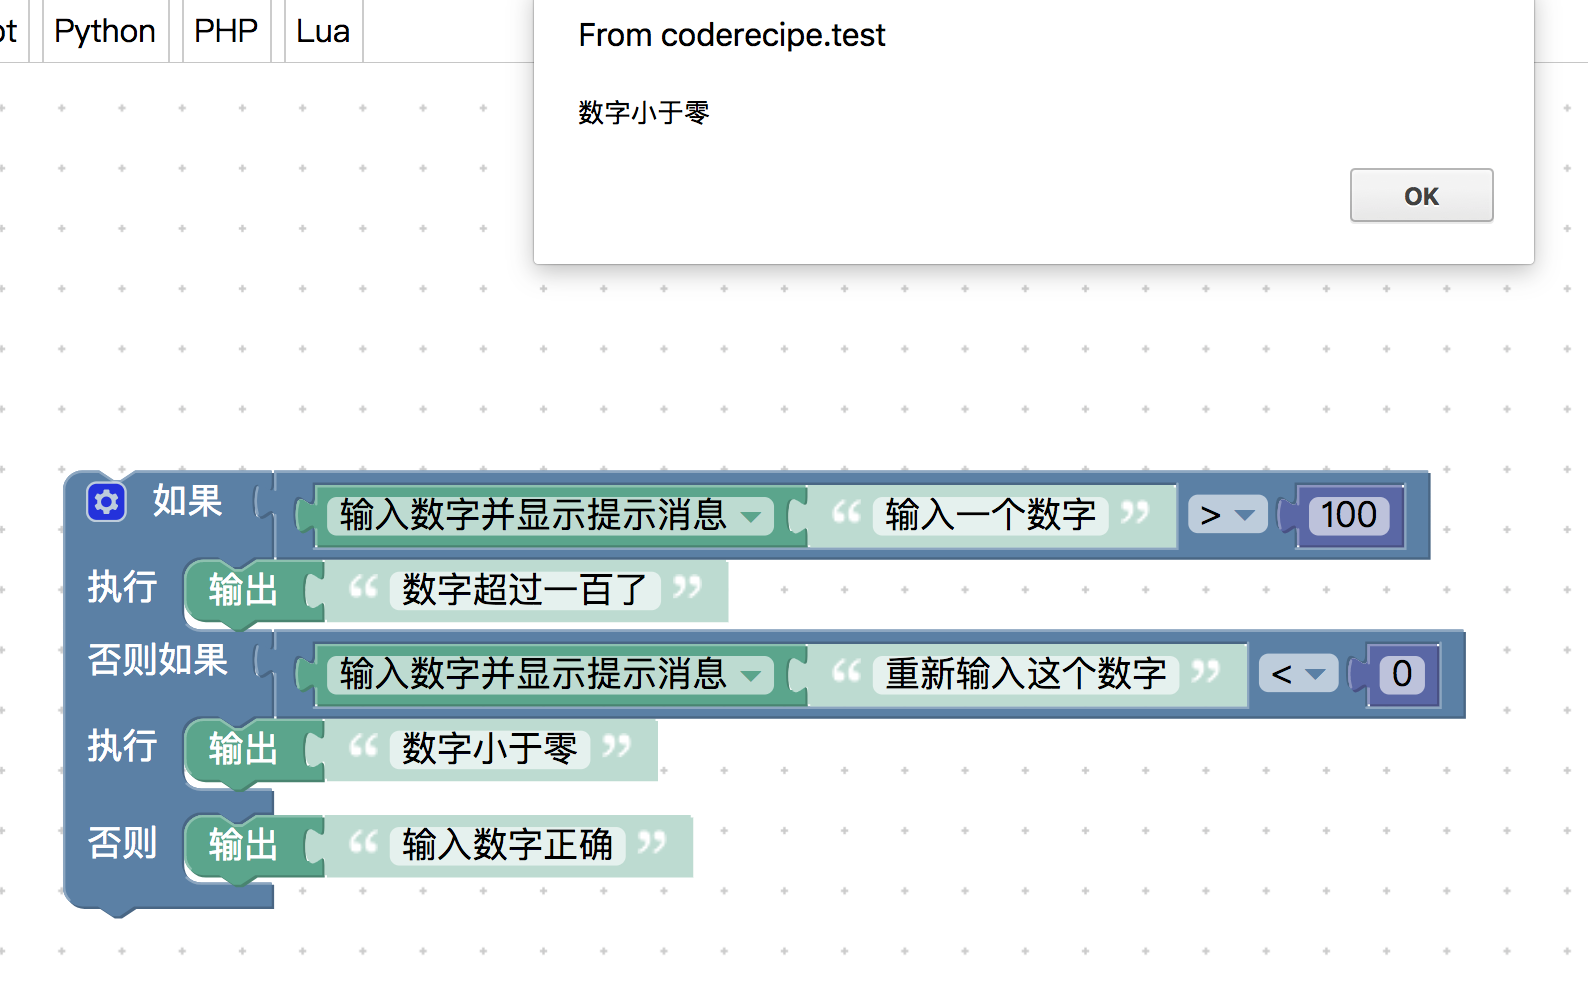 pt Python PHP Lua
From coderecipe.test
数字小于零
OK
如果 输入数字并显示提示消息 “ 输入一个数字 ” > 100
执行 输出 “ 数字超过一百了 ”
否则如果 输入数字并显示提示消息 “ 重新输入这个数字 ” < 0
执行 输出 “ 数字小于零 ”
否则 输出 “ 输入数字正确 ”